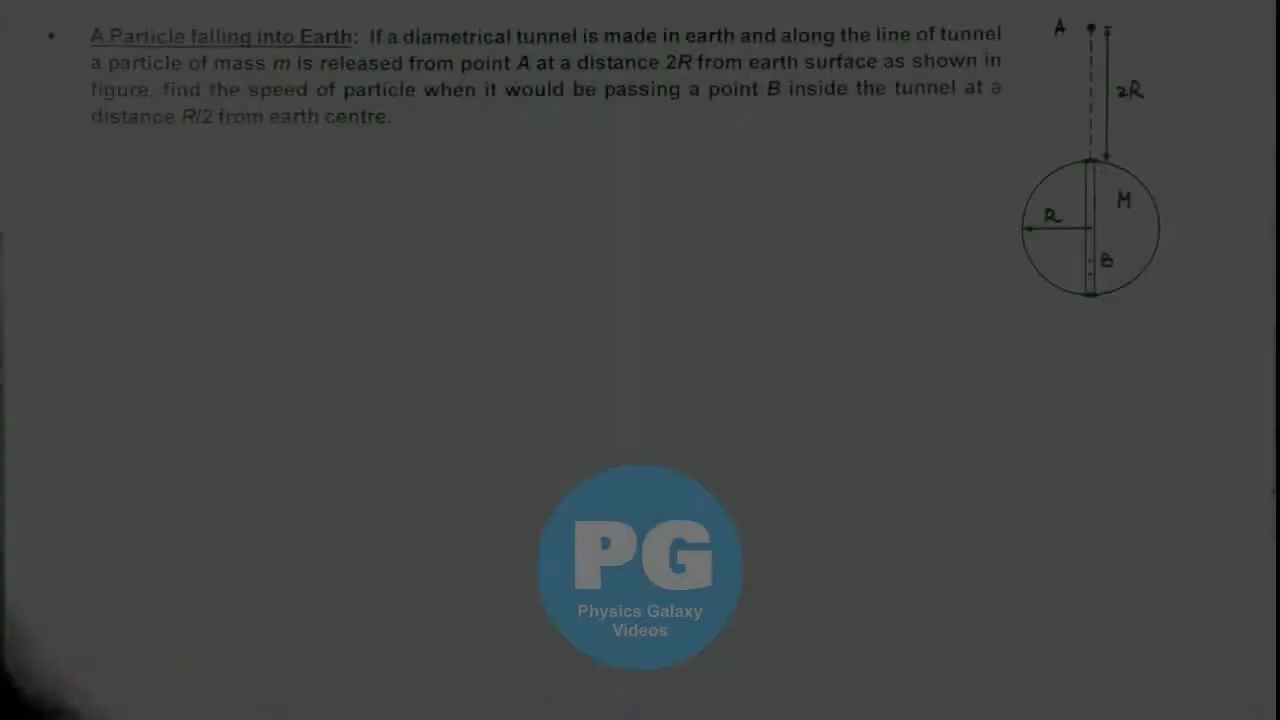 • A Particle falling into Earth: If a diametrical tunnel is made in earth and along the line of tunnel
a particle of mass m is released from point A at a distance 2R from earth surface as shown in
figure, find the speed of particle when it would be passing a point B inside the tunnel at a
distance R/2 from earth centre.
A
2R
M
R
B
PG
Physics Galaxy
Videos